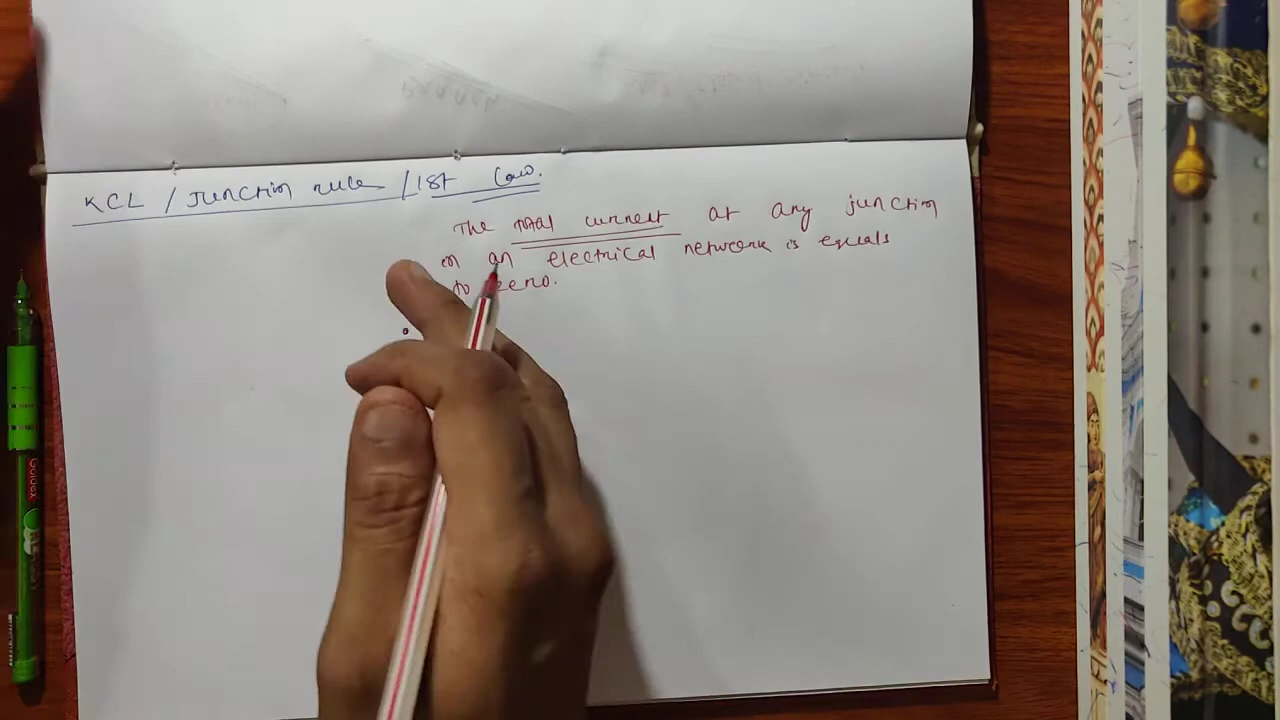 KCL / Junction rule / 1st Law.
The total current at any junction
in an electrical network is equals
to zero.
Goldex